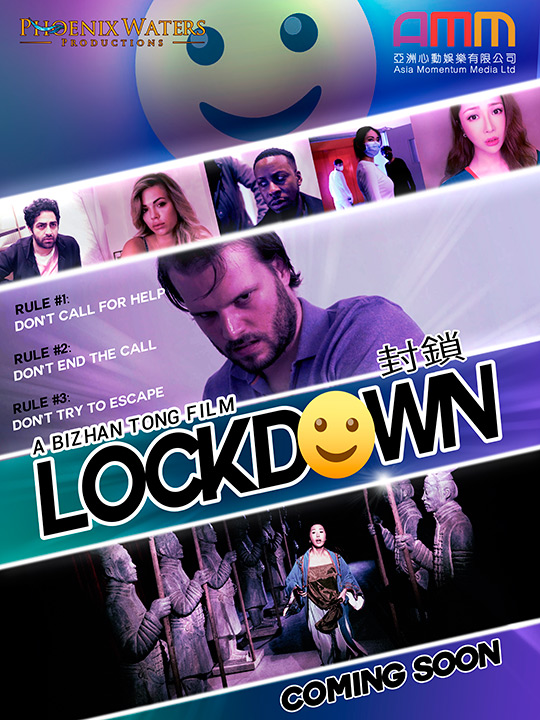 PHOENIX WATERS
PRODUCTIONS
AMM
亞洲心動娛樂有限公司
Asia Momentum Media Ltd
RULE #1:
DON'T CALL FOR HELP
RULE #2:
DON'T END THE CALL
RULE #3:
DON'T TRY TO ESCAPE
A BIZHAN TONG FILM
封鎖
LOCKDOWN
COMING SOON